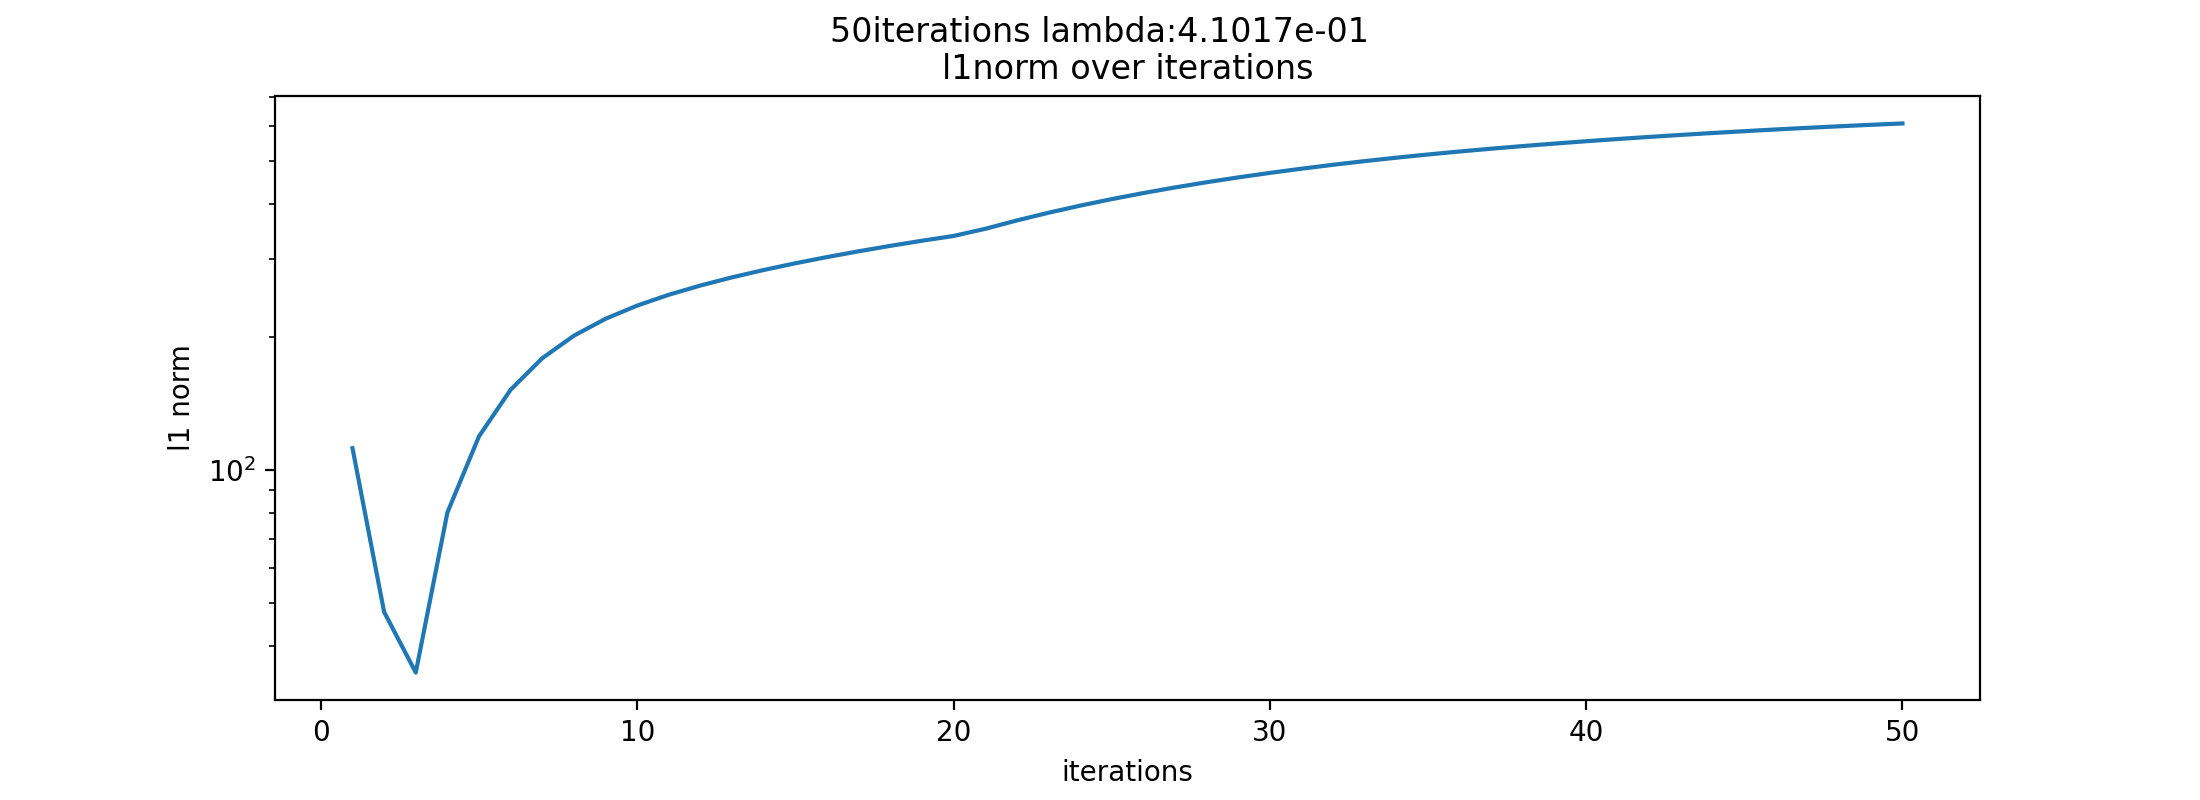 50iterations lambda:4.1017e-01
l1norm over iterations
l1 norm
10²
0 10 20 30 40 50
iterations